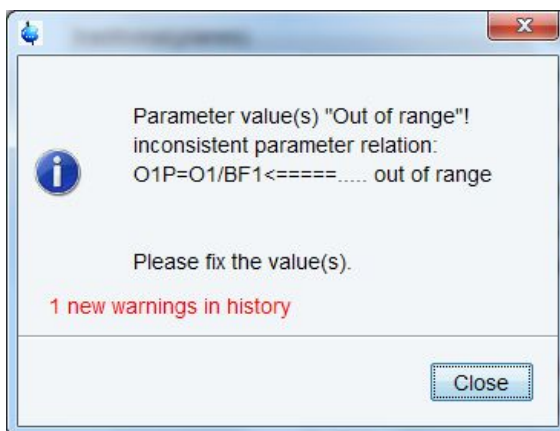 Parameter value(s) "Out of range"!
inconsistent parameter relation:
O1P=O1/BF1<=====..... out of range
Please fix the value(s).
1 new warnings in history
Close